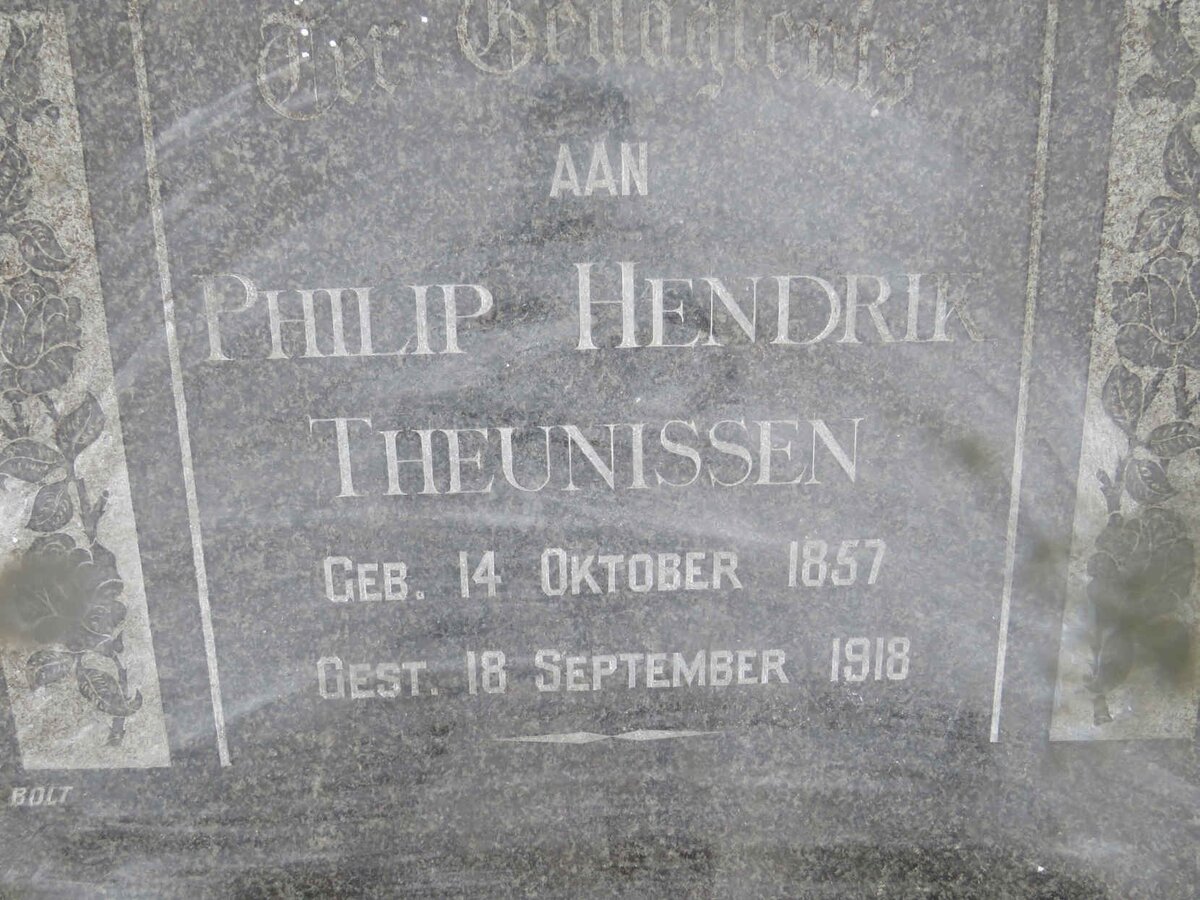 Ter Gedagtenis
AAN
PHILIP HENDRIK
THEUNISSEN
GEB. 14 OKTOBER 1857
GEST. 18 SEPTEMBER 1918
BOLT